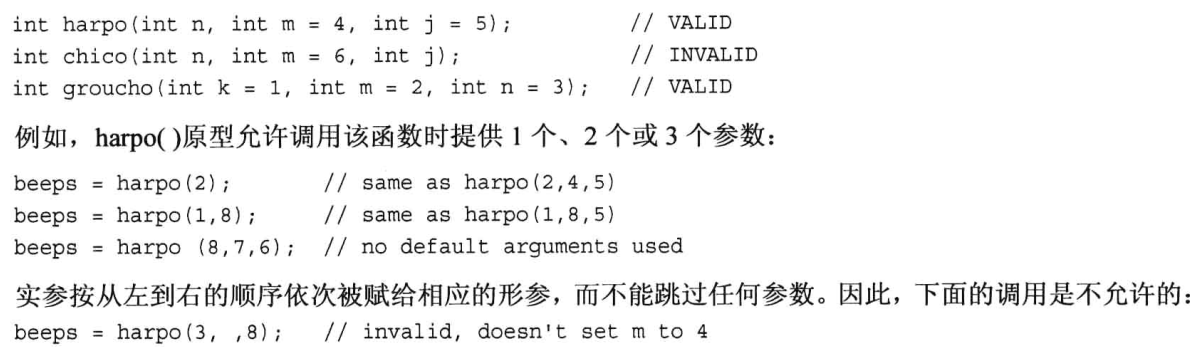 int harpo(int n, int m = 4, int j = 5);          // VALID
int chico(int n, int m = 6, int j);              // INVALID
int groucho(int k = 1, int m = 2, int n = 3);    // VALID
例如，harpo( )原型允许调用该函数时提供 1 个、2 个或 3 个参数：
beeps = harpo(2);        // same as harpo(2,4,5)
beeps = harpo(1,8);      // same as harpo(1,8,5)
beeps = harpo (8,7,6);   // no default arguments used
实参按从左到右的顺序依次被赋给相应的形参，而不能跳过任何参数。因此，下面的调用是不允许的：
beeps = harpo(3, ,8);    // invalid, doesn't set m to 4